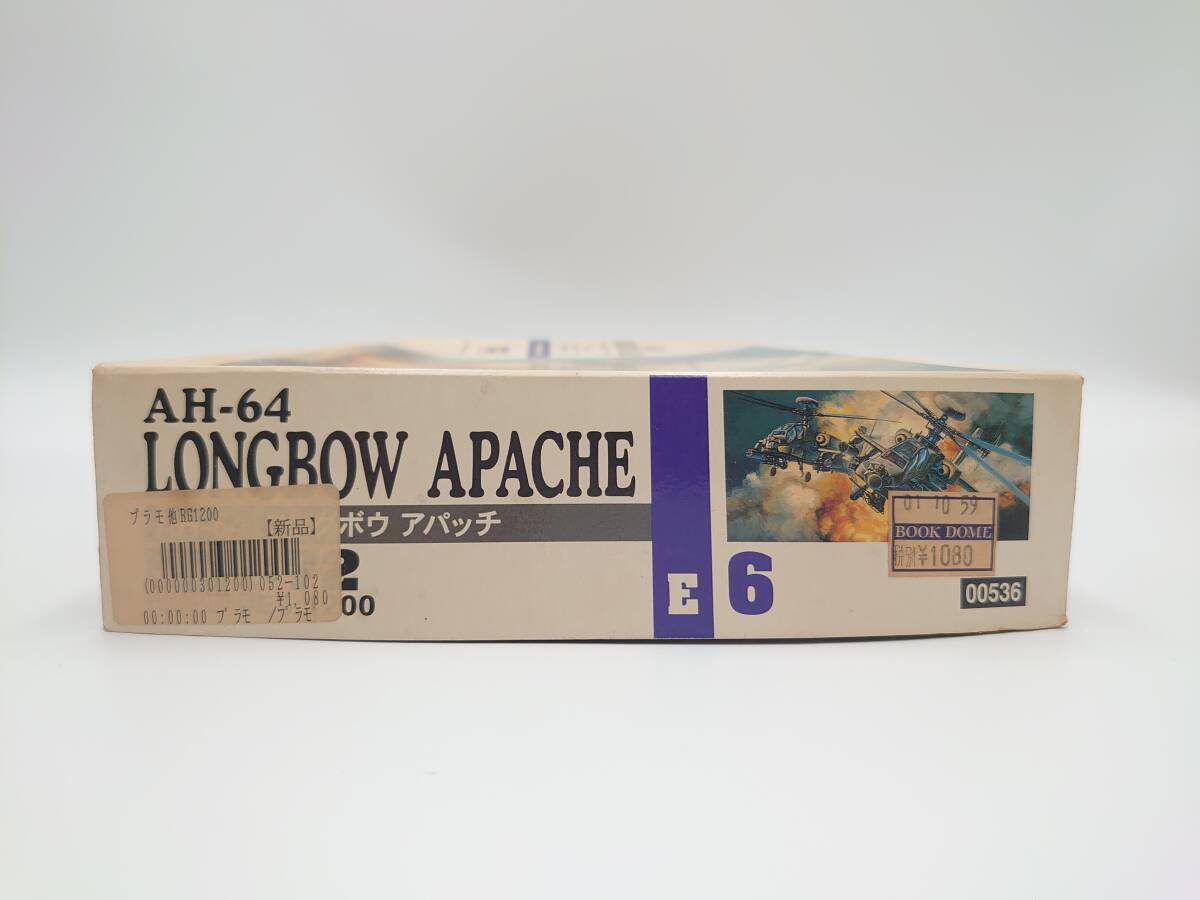 AH-64
LONGBOW APACHE
ボウ アパッチ
2
00
プラモ他RG1200
【新品】
(000000301200)052-102
¥1,080
00:00:00 プラモ /プラモ
E 6
01 10 59
BOOK DOME
税別¥1080
00536